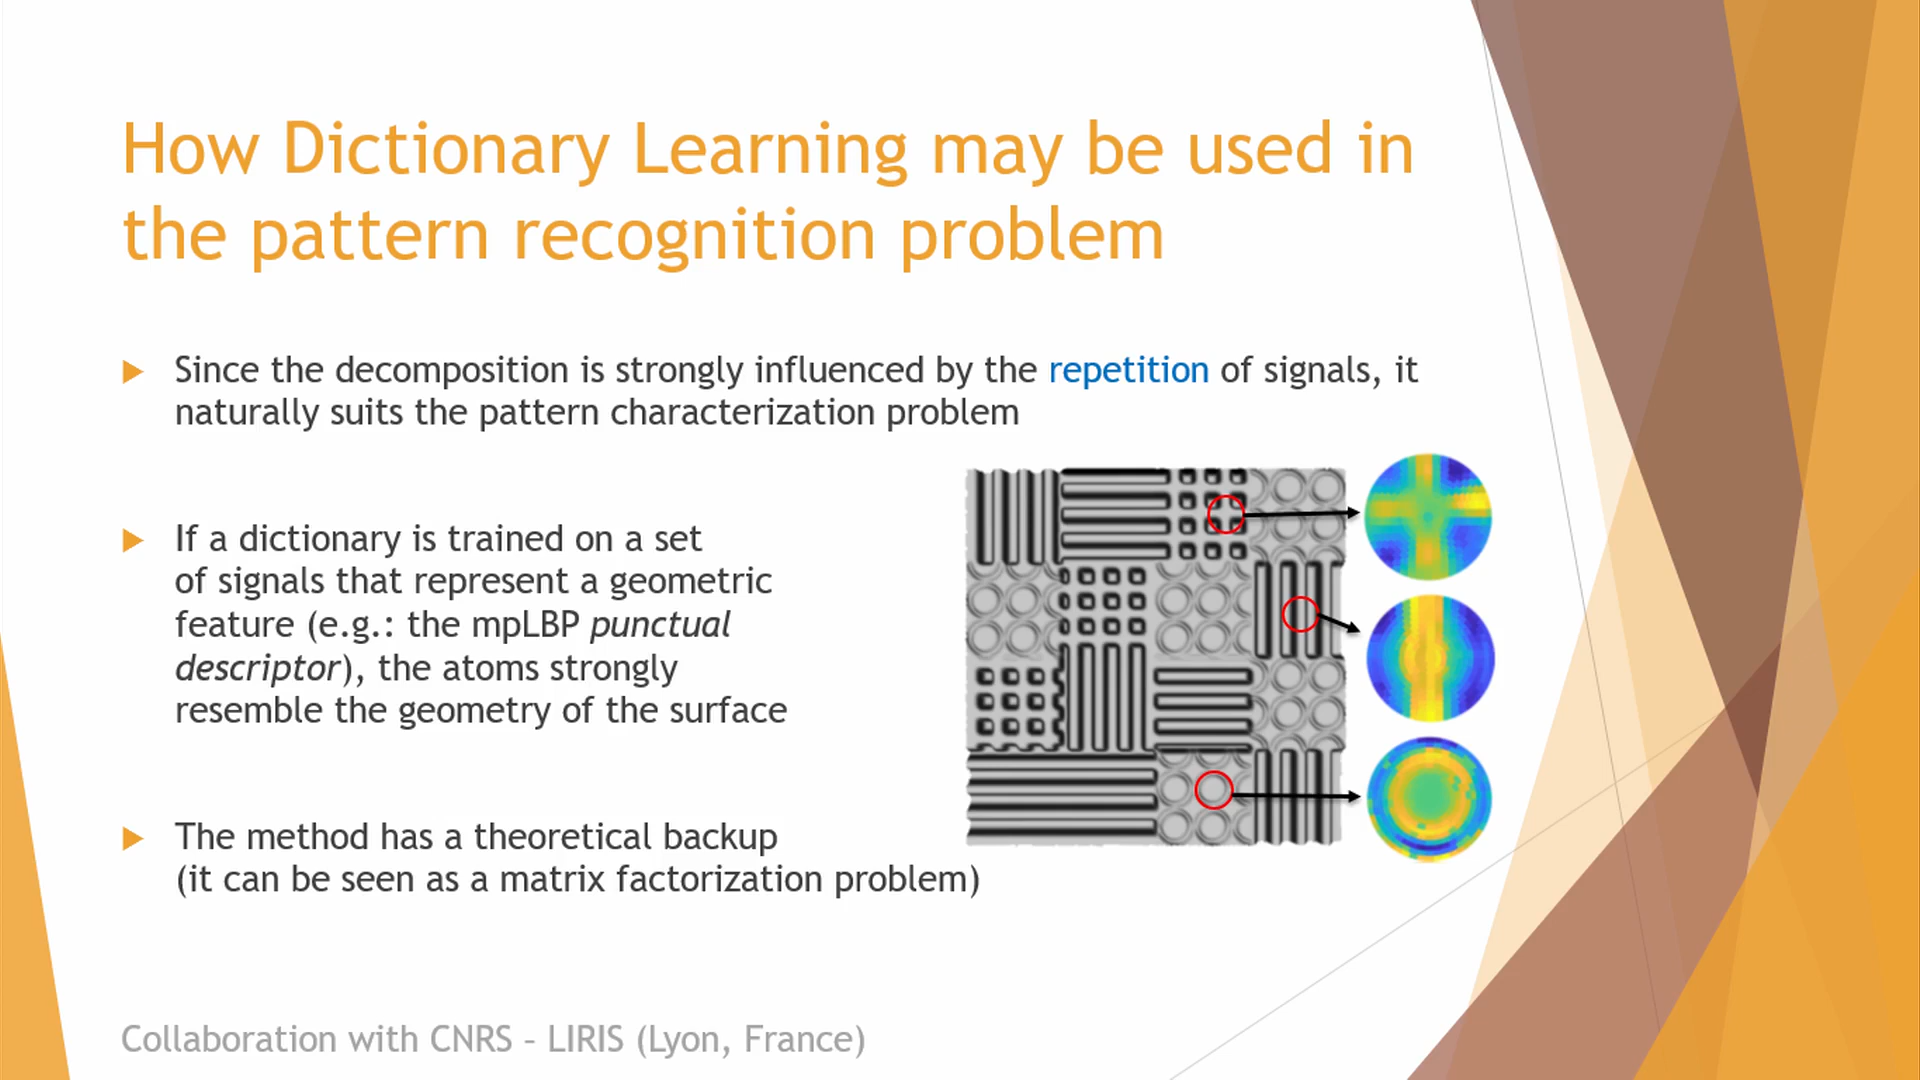 How Dictionary Learning may be used in
the pattern recognition problem
Since the decomposition is strongly influenced by the repetition of signals, it
naturally suits the pattern characterization problem
If a dictionary is trained on a set
of signals that represent a geometric
feature (e.g.: the mpLBP punctual
descriptor), the atoms strongly
resemble the geometry of the surface
The method has a theoretical backup
(it can be seen as a matrix factorization problem)
Collaboration with CNRS – LIRIS (Lyon, France)